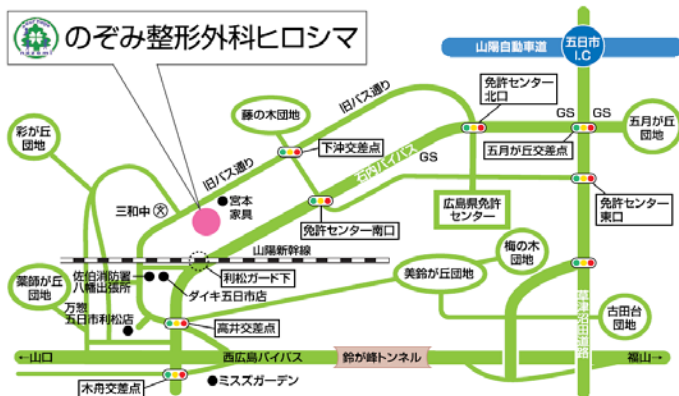 のぞみ整形外科ヒロシマ
山陽自動車道
五日市
I.C
旧バス通り
免許センター
北口
GS
GS
五月が丘
団地
彩が丘
団地
藤の木団地
下沖交差点
五月が丘交差点
石内バイパス
GS
旧バス通り
宮本
家具
三和中
文
免許センター南口
広島県免許
センター
免許センター
東口
山陽新幹線
梅の木
団地
薬師が丘
団地
佐伯消防署
八幡出張所
利松ガード下
美鈴が丘団地
ダイキ五日市店
万惣
五日市利松店
高井交差点
古田台
団地
草津沼田道路
←山口
西広島バイパス
鈴が峰トンネル
福山→
木舟交差点
ミスズガーデン